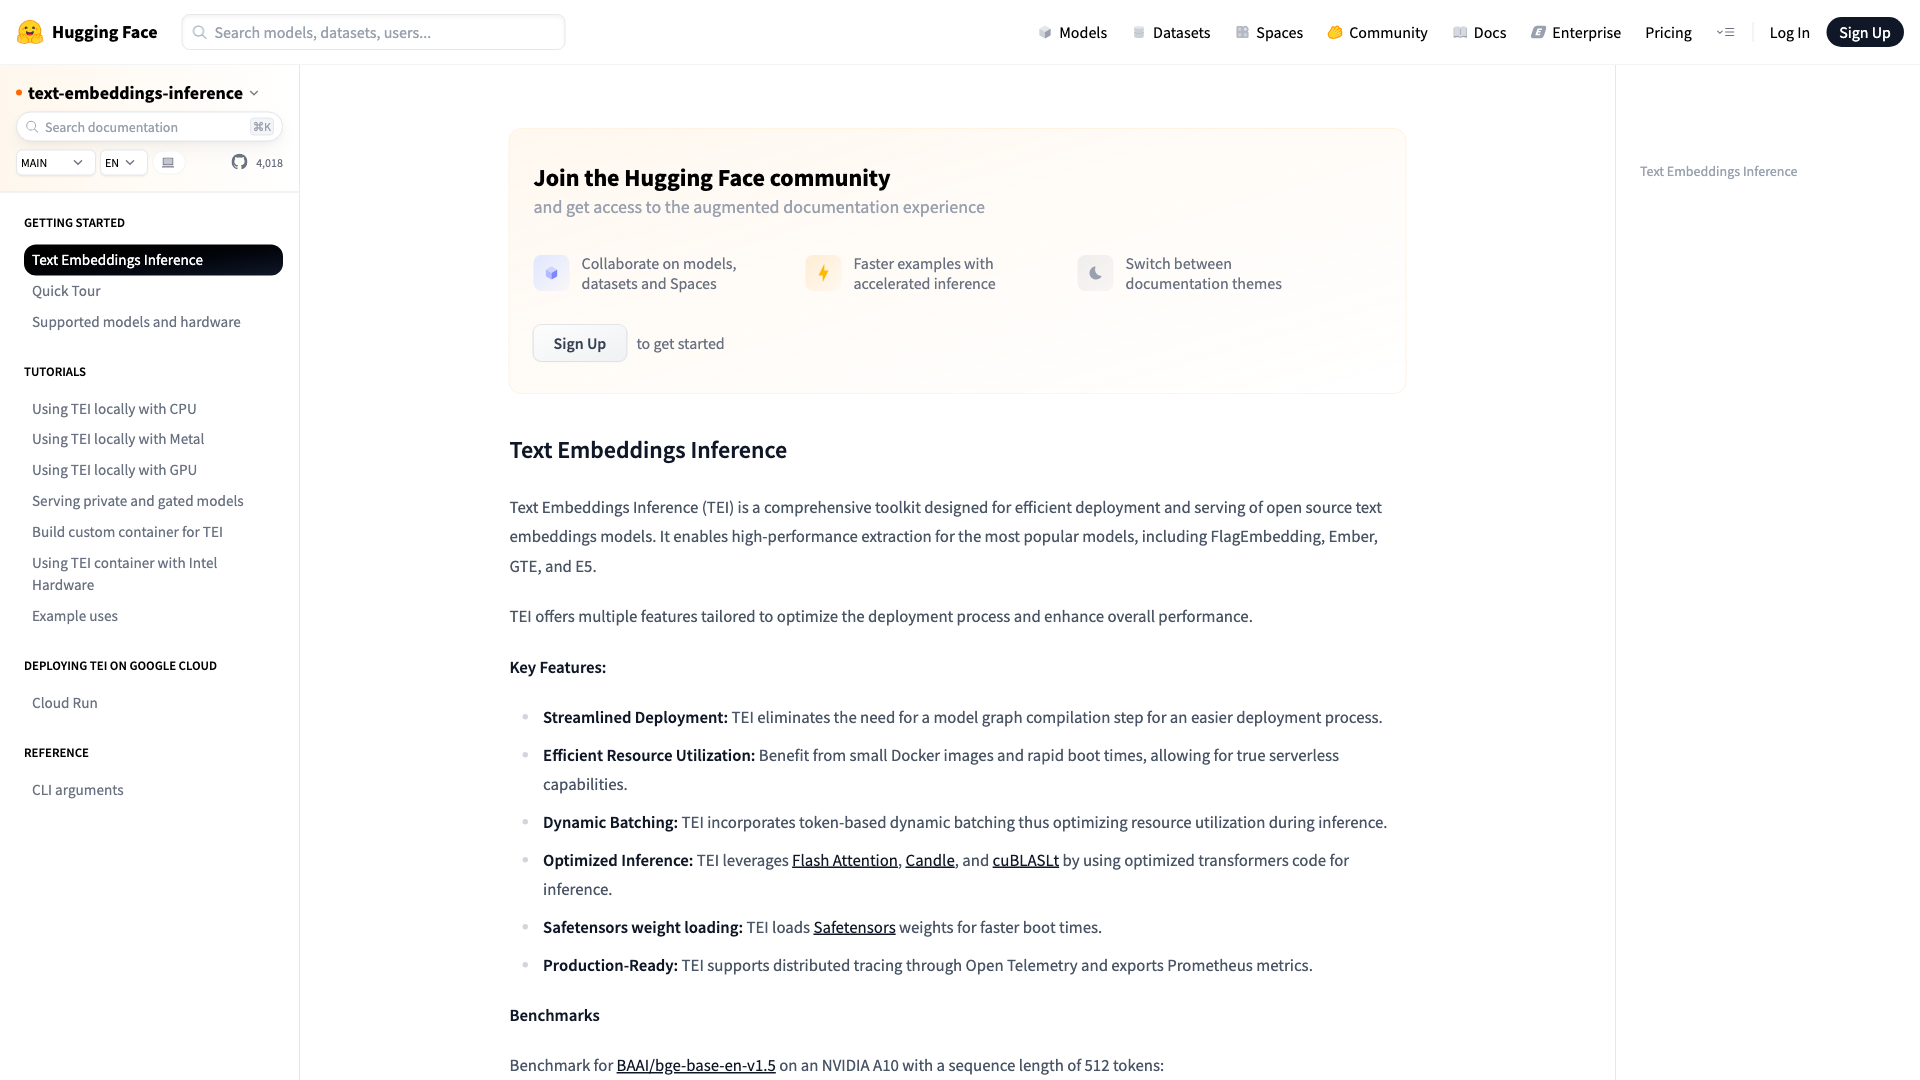 Hugging Face
Search models, datasets, users...
Models
Datasets
Spaces
Community
Docs
Enterprise
Pricing
Log In
Sign Up
text-embeddings-inference
Search documentation
⌘K
MAIN
EN
4,018
GETTING STARTED
Text Embeddings Inference
Quick Tour
Supported models and hardware
TUTORIALS
Using TEI locally with CPU
Using TEI locally with Metal
Using TEI locally with GPU
Serving private and gated models
Build custom container for TEI
Using TEI container with Intel
Hardware
Example uses
DEPLOYING TEI ON GOOGLE CLOUD
Cloud Run
REFERENCE
CLI arguments
Join the Hugging Face community
and get access to the augmented documentation experience
Collaborate on models,
datasets and Spaces
Faster examples with
accelerated inference
Switch between
documentation themes
Sign Up
to get started
Text Embeddings Inference
Text Embeddings Inference (TEI) is a comprehensive toolkit designed for efficient deployment and serving of open source text
embeddings models. It enables high-performance extraction for the most popular models, including FlagEmbedding, Ember,
GTE, and E5.
TEI offers multiple features tailored to optimize the deployment process and enhance overall performance.
Key Features:
Streamlined Deployment: TEI eliminates the need for a model graph compilation step for an easier deployment process.
Efficient Resource Utilization: Benefit from small Docker images and rapid boot times, allowing for true serverless
capabilities.
Dynamic Batching: TEI incorporates token-based dynamic batching thus optimizing resource utilization during inference.
Optimized Inference: TEI leverages Flash Attention, Candle, and cuBLASLt by using optimized transformers code for
inference.
Safetensors weight loading: TEI loads Safetensors weights for faster boot times.
Production-Ready: TEI supports distributed tracing through Open Telemetry and exports Prometheus metrics.
Benchmarks
Benchmark for BAAI/bge-base-en-v1.5 on an NVIDIA A10 with a sequence length of 512 tokens:
Text Embeddings Inference